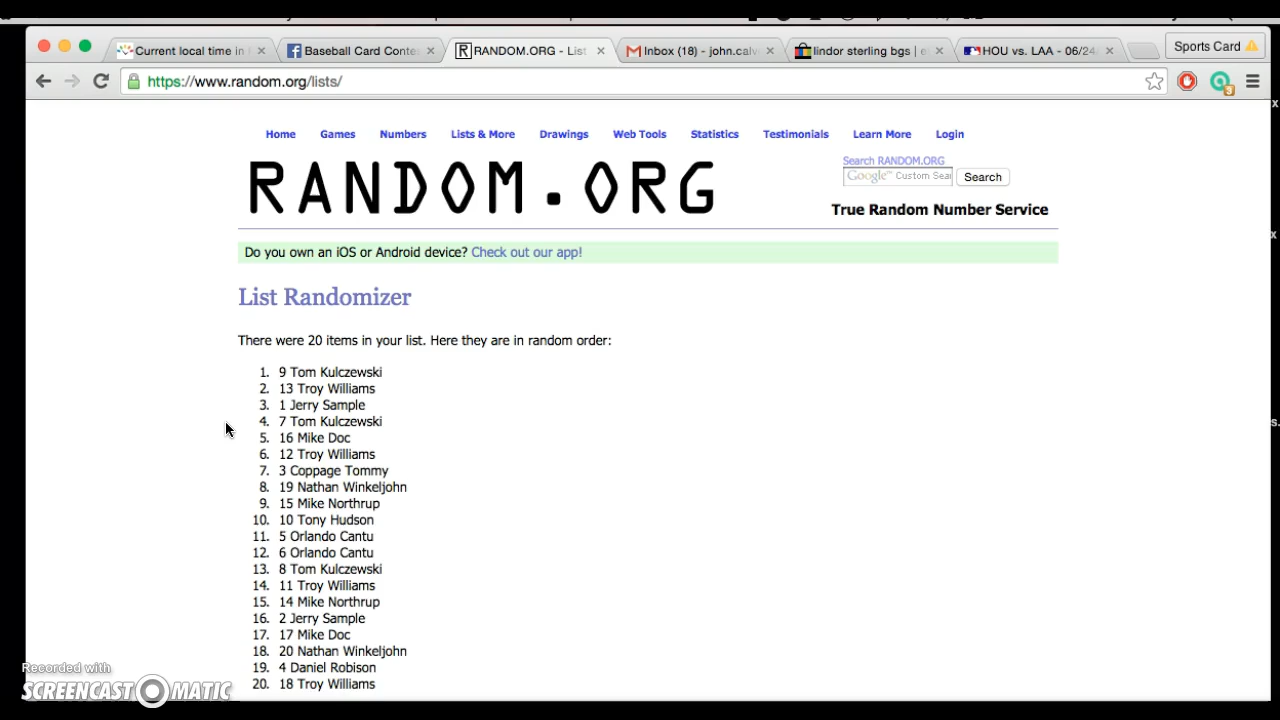 Current local time in
Baseball Card Conte
RANDOM.ORG - List
Inbox (18) - john.calv
lindor sterling bgs | e
HOU vs. LAA - 06/24
Sports Card
https://www.random.org/lists/
Home Games Numbers Lists & More Drawings Web Tools Statistics Testimonials Learn More Login
RANDOM.ORG
Search RANDOM.ORG
Google™ Custom Sear
Search
True Random Number Service
Do you own an iOS or Android device? Check out our app!
List Randomizer
There were 20 items in your list. Here they are in random order:
1. 9 Tom Kulczewski
2. 13 Troy Williams
3. 1 Jerry Sample
4. 7 Tom Kulczewski
5. 16 Mike Doc
6. 12 Troy Williams
7. 3 Coppage Tommy
8. 19 Nathan Winkeljohn
9. 15 Mike Northrup
10. 10 Tony Hudson
11. 5 Orlando Cantu
12. 6 Orlando Cantu
13. 8 Tom Kulczewski
14. 11 Troy Williams
15. 14 Mike Northrup
16. 2 Jerry Sample
17. 17 Mike Doc
18. 20 Nathan Winkeljohn
19. 4 Daniel Robison
20. 18 Troy Williams
Recorded with
SCREENCAST-O-MATIC